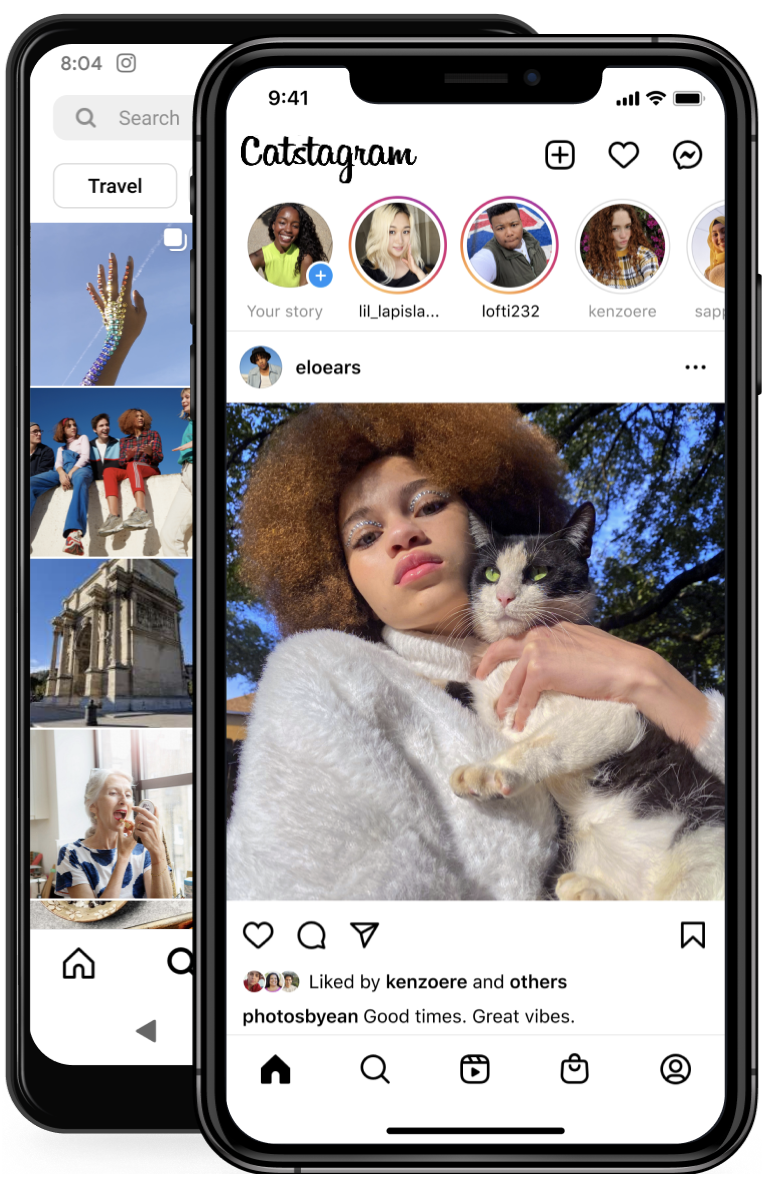 8:04
Search
Travel
9:41
Catstagram
Your story
lil_lapisla...
lofti232
kenzoere
eloears
Liked by kenzoere and others
photosbyean Good times. Great vibes.